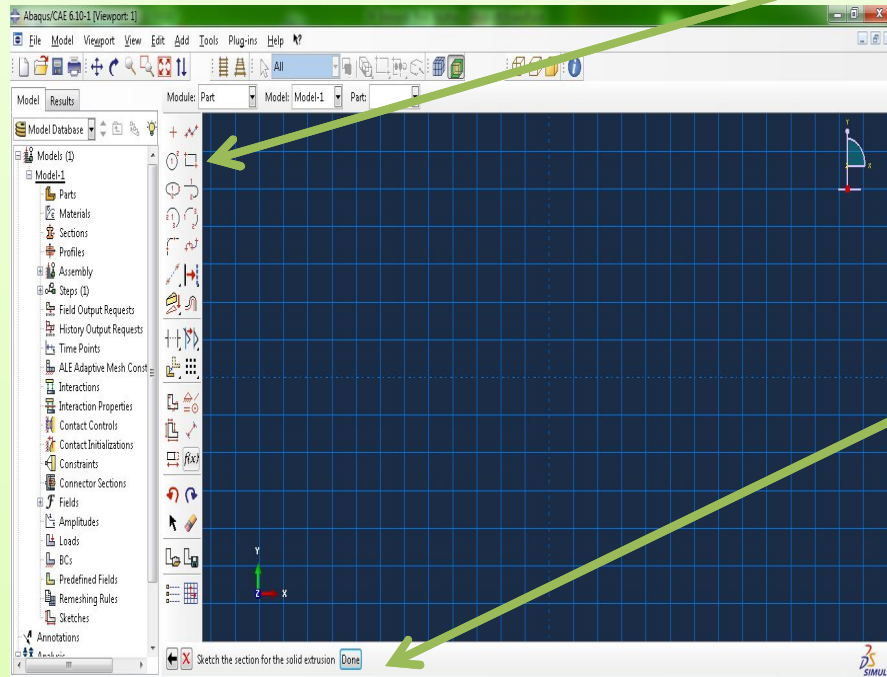 Abaqus/CAE 6.10-1 [Viewport: 1]
File Model Viewport View Edit Add Tools Plug-ins Help
All
Model Results
Module: Part Model: Model-1 Part:
Model Database
Models (1)
Model-1
Parts
Materials
Sections
Profiles
Assembly
Steps (1)
Field Output Requests
History Output Requests
Time Points
ALE Adaptive Mesh Const
Interactions
Interaction Properties
Contact Controls
Contact Initializations
Constraints
Connector Sections
Fields
Amplitudes
Loads
BCs
Predefined Fields
Remeshing Rules
Sketches
Annotations
Analysis
f(x)
Y
X
Y
Z X
Sketch the section for the solid extrusion Done
SIMUL